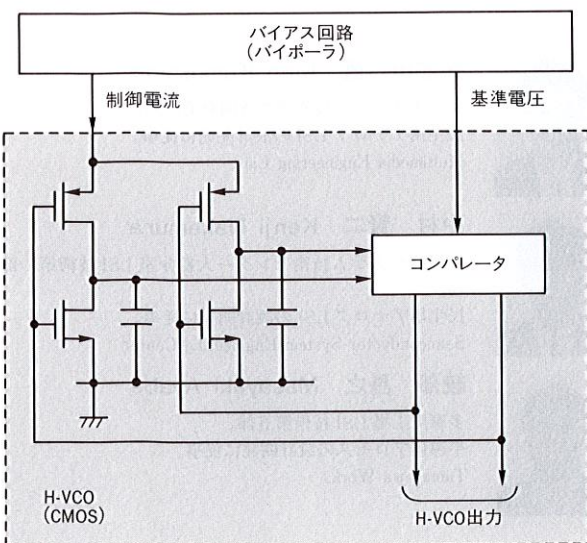 バイアス回路
(バイポーラ)
制御電流
基準電圧
コンパレータ
H-VCO
(CMOS)
H-VCO出力